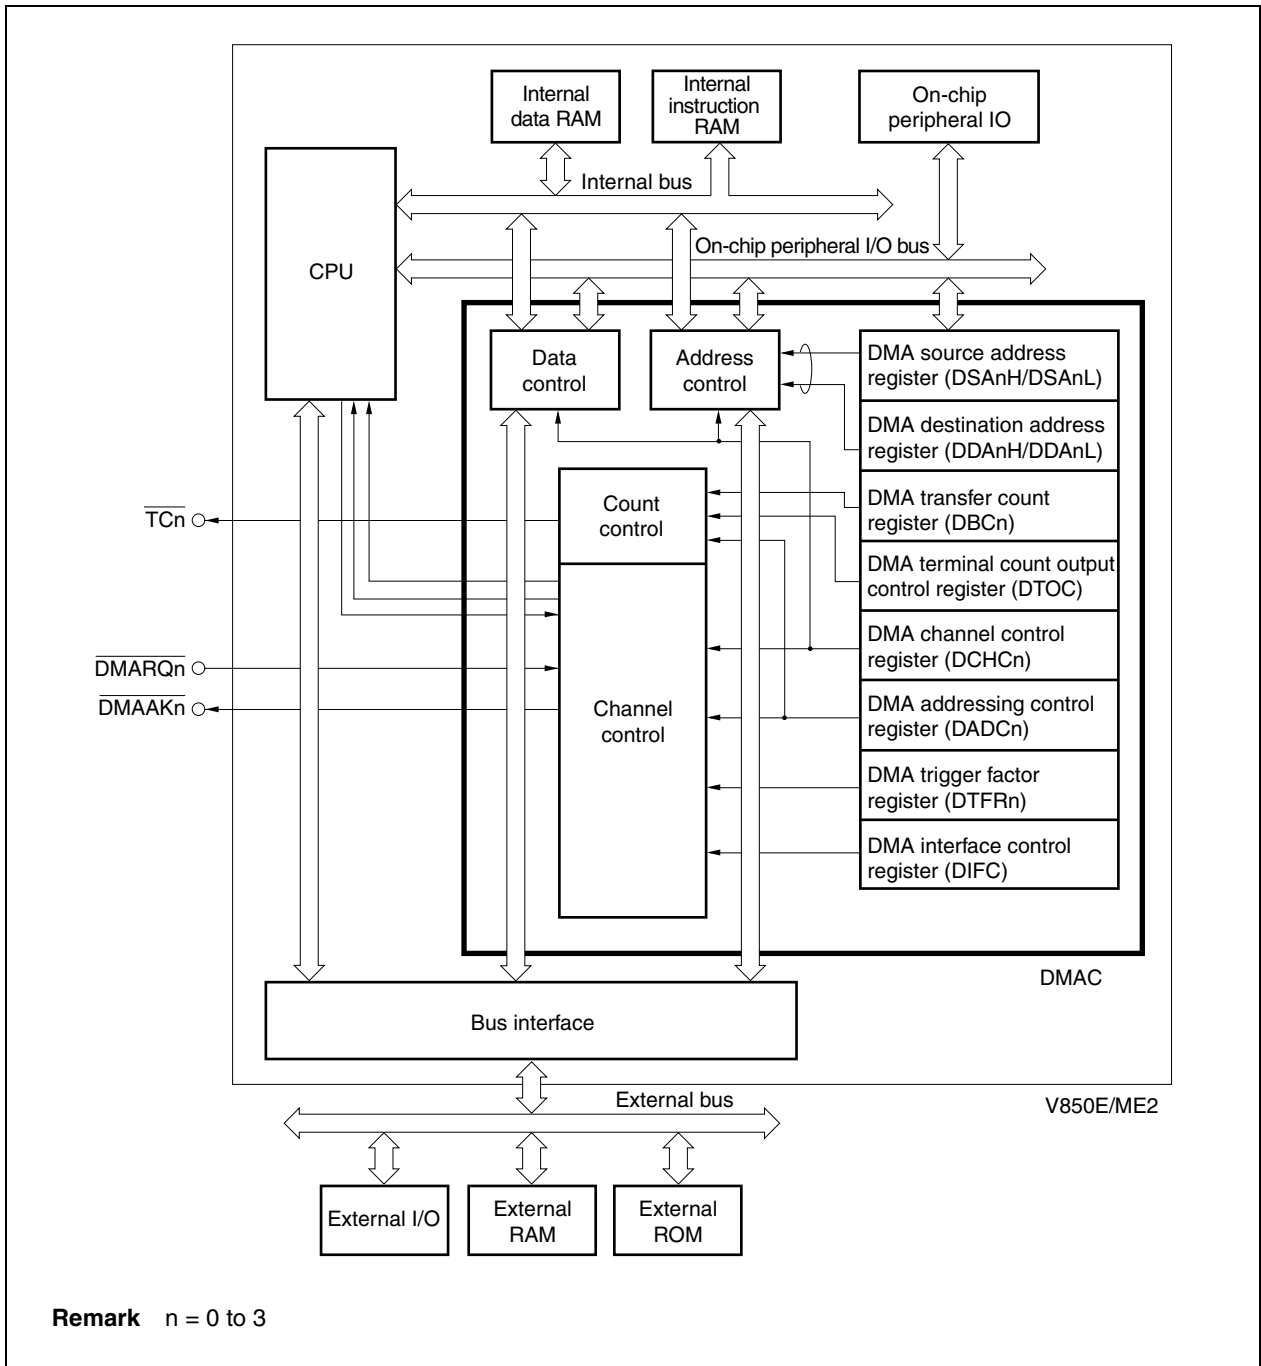 Internal
data RAM
Internal
instruction
RAM
On-chip
peripheral IO
Internal bus
On-chip peripheral I/O bus
CPU
Data
control
Address
control
DMA source address
register (DSAnH/DSAnL)
DMA destination address
register (DDAnH/DDAnL)
DMA transfer count
register (DBCn)
DMA terminal count output
control register (DTOC)
DMA channel control
register (DCHCn)
DMA addressing control
register (DADCn)
DMA trigger factor
register (DTFRn)
DMA interface control
register (DIFC)
Count
control
Channel
control
TCn
DMARQn
DMAAKn
DMAC
Bus interface
V850E/ME2
External bus
External I/O
External
RAM
External
ROM
Remark n = 0 to 3